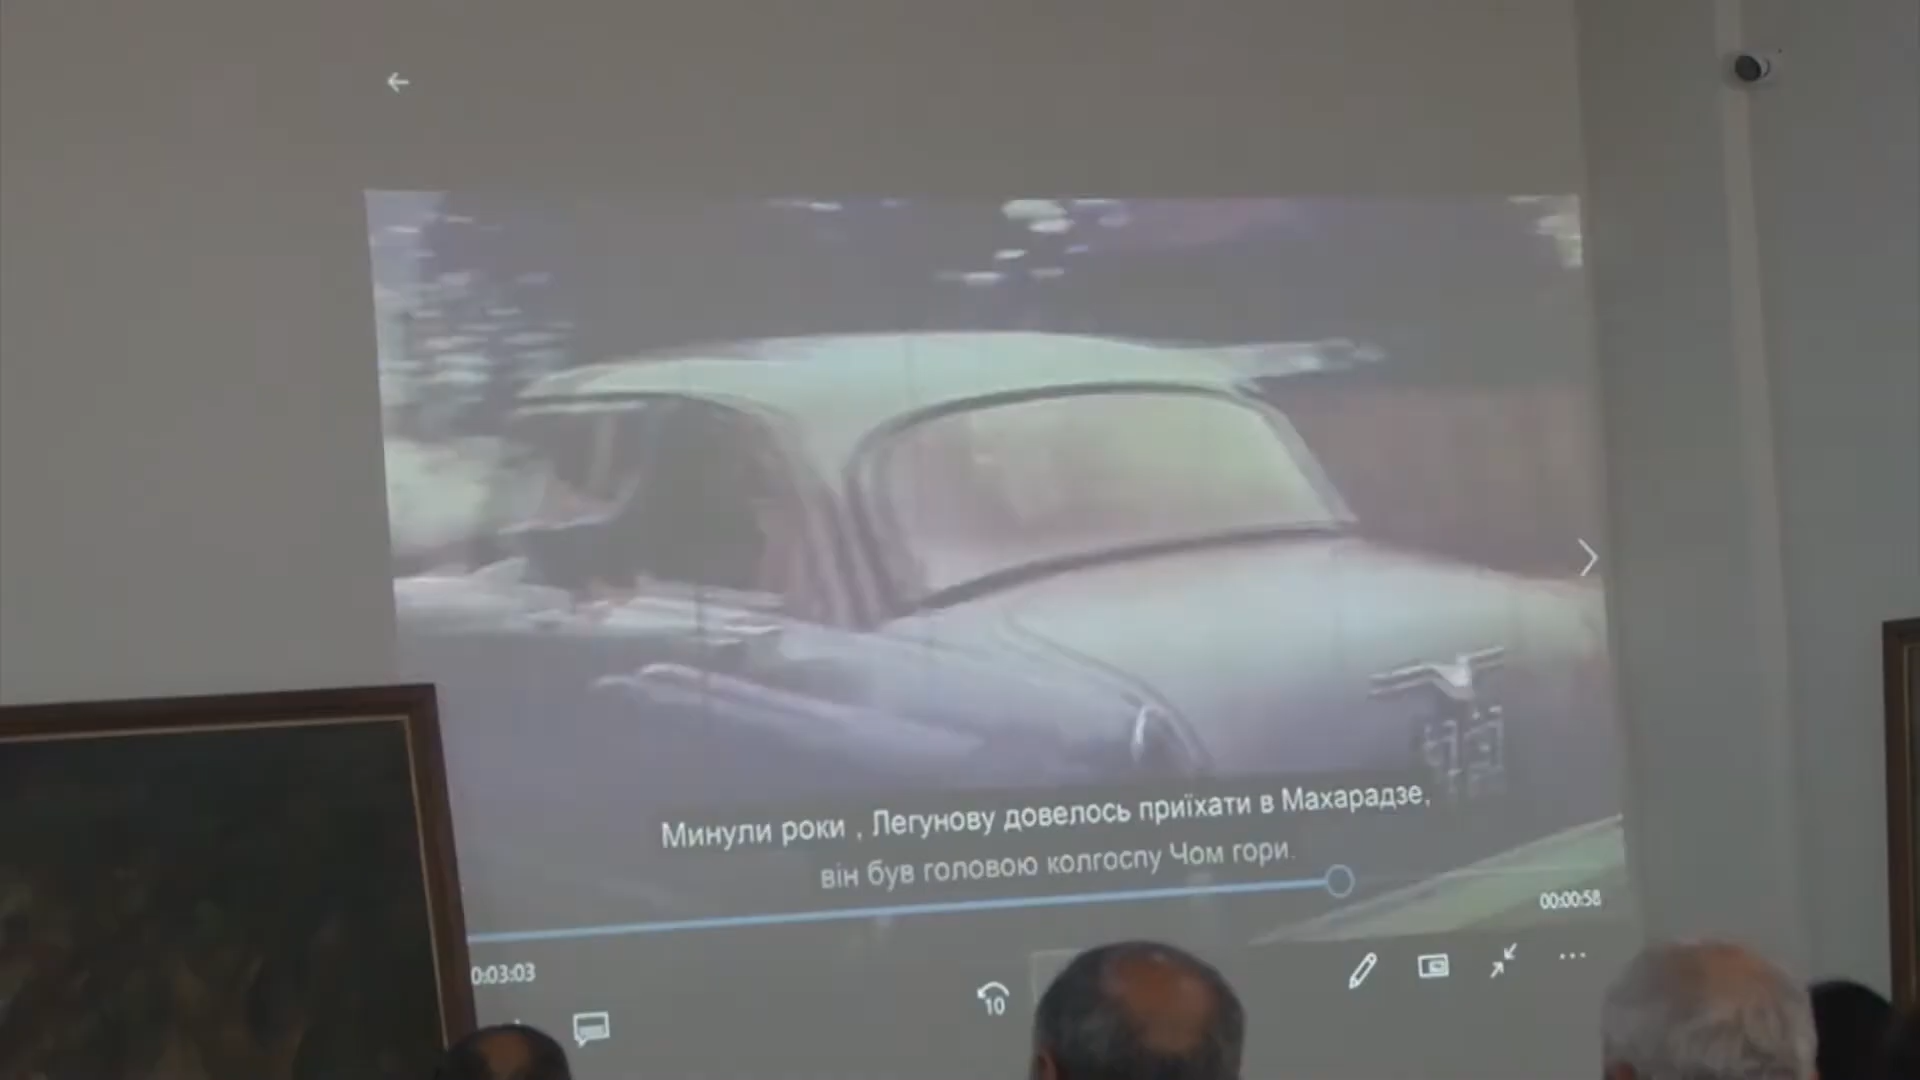 Минули роки , Легунову довелось приїхати в Махарадзе,
він був головою колгоспу Чом гори.
00:00:58
0:03:03
10